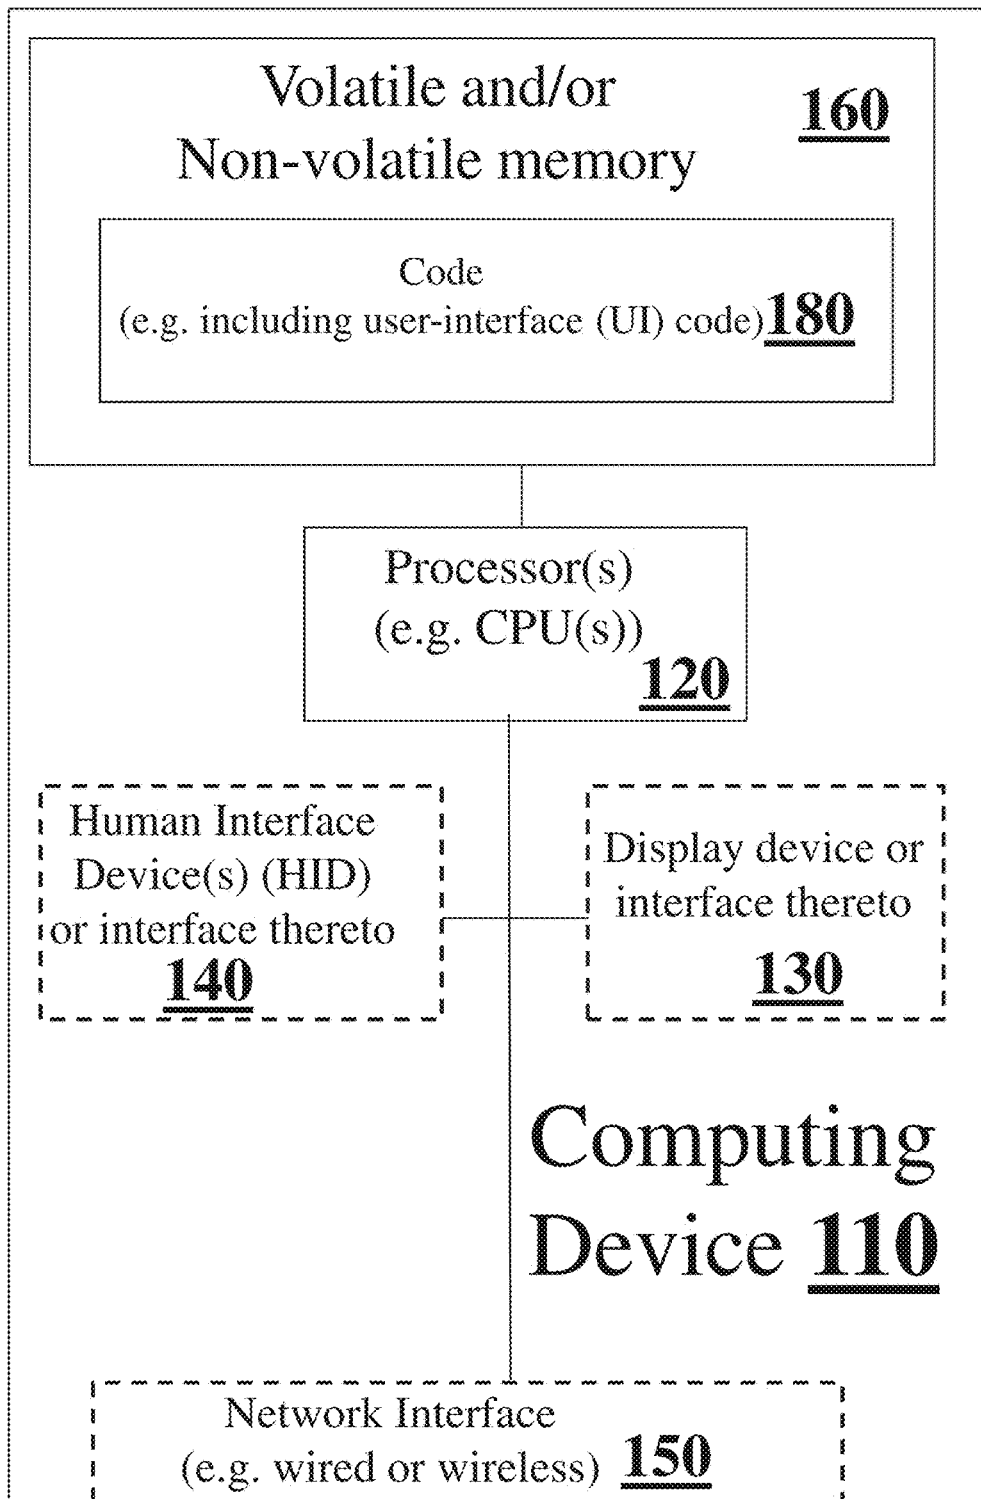 Volatile and/or
Non-volatile memory
160
Code
(e.g. including user-interface (UI) code) 180
Processor(s)
(e.g. CPU(s))
120
Human Interface
Device(s) (HID)
or interface thereto
140
Display device or
interface thereto
130
Computing
Device 110
Network Interface
(e.g. wired or wireless) 150